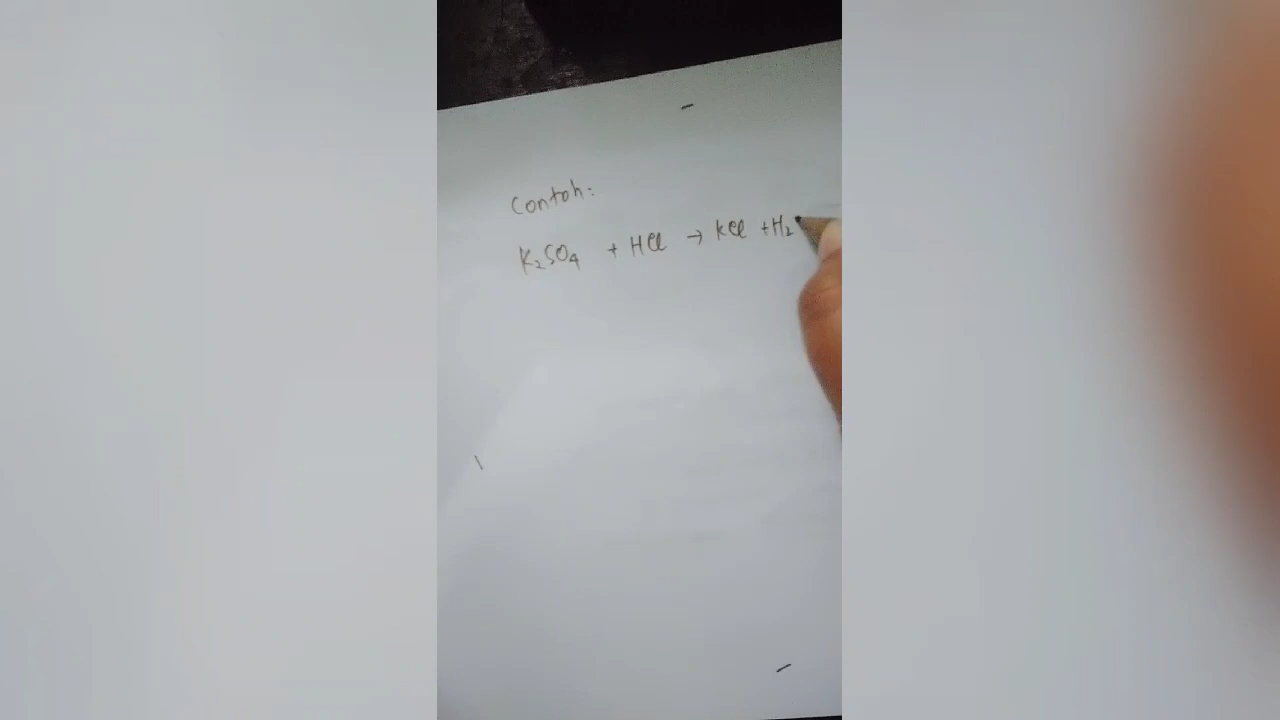 Contoh:
K₂SO₄ + HCl → KCl + H₂